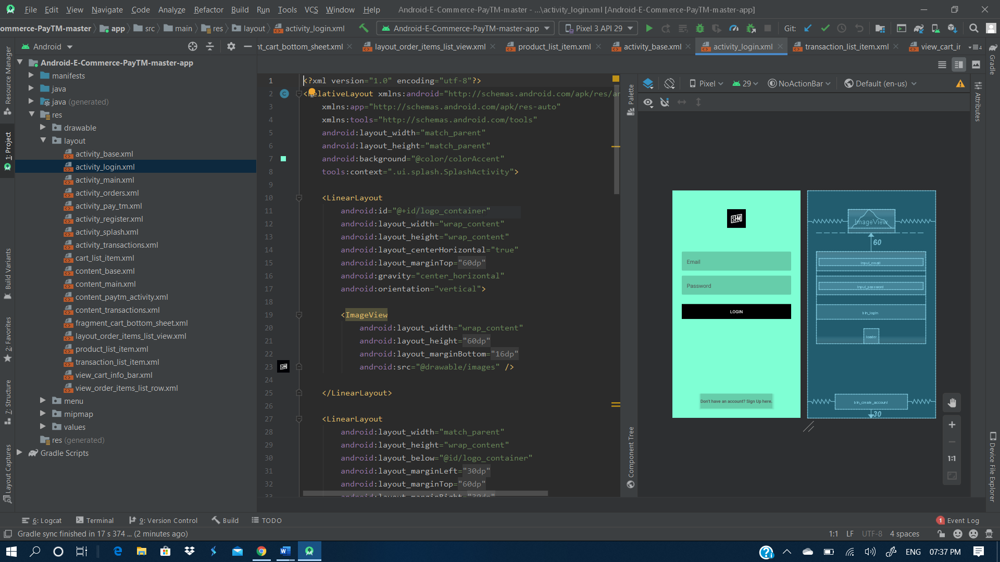 File Edit View Navigate Code Analyze Refactor Build Run Tools VCS Window Help Android-E-Commerce-PayTM-master - ...\activity_login.xml [Android-E-Commerce-PayTM-master-app]
ommerce-PayTM-master app src main res layout activity_login.xml Android-E-Commerce-PayTM-master-app Pixel 3 API 29 Git:
Android nt_cart_bottom_sheet.xml layout_order_items_list_view.xml product_list_item.xml activity_base.xml activity_login.xml transaction_list_item.xml view_cart_ir 4
Resource Manager
1: Project
Build Variants
2: Favorites
7: Structure
Layout Captures
Android-E-Commerce-PayTM-master-app
manifests
java
java (generated)
res
drawable
layout
activity_base.xml
activity_login.xml
activity_main.xml
activity_orders.xml
activity_pay_tm.xml
activity_register.xml
activity_splash.xml
activity_transactions.xml
cart_list_item.xml
content_base.xml
content_main.xml
content_paytm_activity.xml
content_transactions.xml
fragment_cart_bottom_sheet.xml
layout_order_items_list_view.xml
product_list_item.xml
transaction_list_item.xml
view_cart_info_bar.xml
view_order_items_list_row.xml
menu
mipmap
values
res (generated)
Gradle Scripts
1 <?xml version="1.0" encoding="utf-8"?>
2 C <RelativeLayout xmlns:android="http://schemas.android.com/apk/res/ar
3 xmlns:app="http://schemas.android.com/apk/res-auto"
4 xmlns:tools="http://schemas.android.com/tools"
5 android:layout_width="match_parent"
6 android:layout_height="match_parent"
7 android:background="@color/colorAccent"
8 tools:context=".ui.splash.SplashActivity">
9
10 <LinearLayout
11 android:id="@+id/logo_container"
12 android:layout_width="wrap_content"
13 android:layout_height="wrap_content"
14 android:layout_centerHorizontal="true"
15 android:layout_marginTop="60dp"
16 android:gravity="center_horizontal"
17 android:orientation="vertical">
18
19 <ImageView
20 android:layout_width="wrap_content"
21 android:layout_height="60dp"
22 android:layout_marginBottom="16dp"
23 android:src="@drawable/images" />
24
25 </LinearLayout>
26
27 <LinearLayout
28 android:layout_width="match_parent"
29 android:layout_height="wrap_content"
30 android:layout_below="@id/logo_container"
31 android:layout_marginLeft="30dp"
32 android:layout_marginTop="60dp"
33 android:layout_marginRight="30dp"
Palette
Component Tree
Pixel 29 NoActionBar Default (en-us)
Email
Password
LOGIN
Don't have an account? Sign Up here.
ImageView
60
input_email
input_password
btn_login
loader
btn_create_account
30
1:1
Gradle
Attributes
Device File Explorer
6: Logcat Terminal 9: Version Control Build TODO 1 Event Log
Gradle sync finished in 17 s 374 ... (2 minutes ago) 1:1 LF UTF-8 4 spaces
ENG 07:37 PM